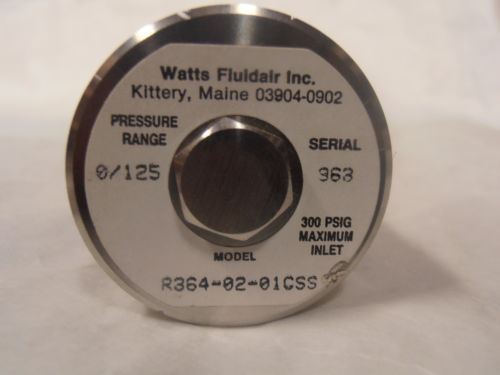 Watts Fluidair Inc.
Kittery, Maine 03904-0902
PRESSURE
RANGE
0/125
SERIAL
963
300 PSIG
MAXIMUM
INLET
MODEL
R364-02-01CSS